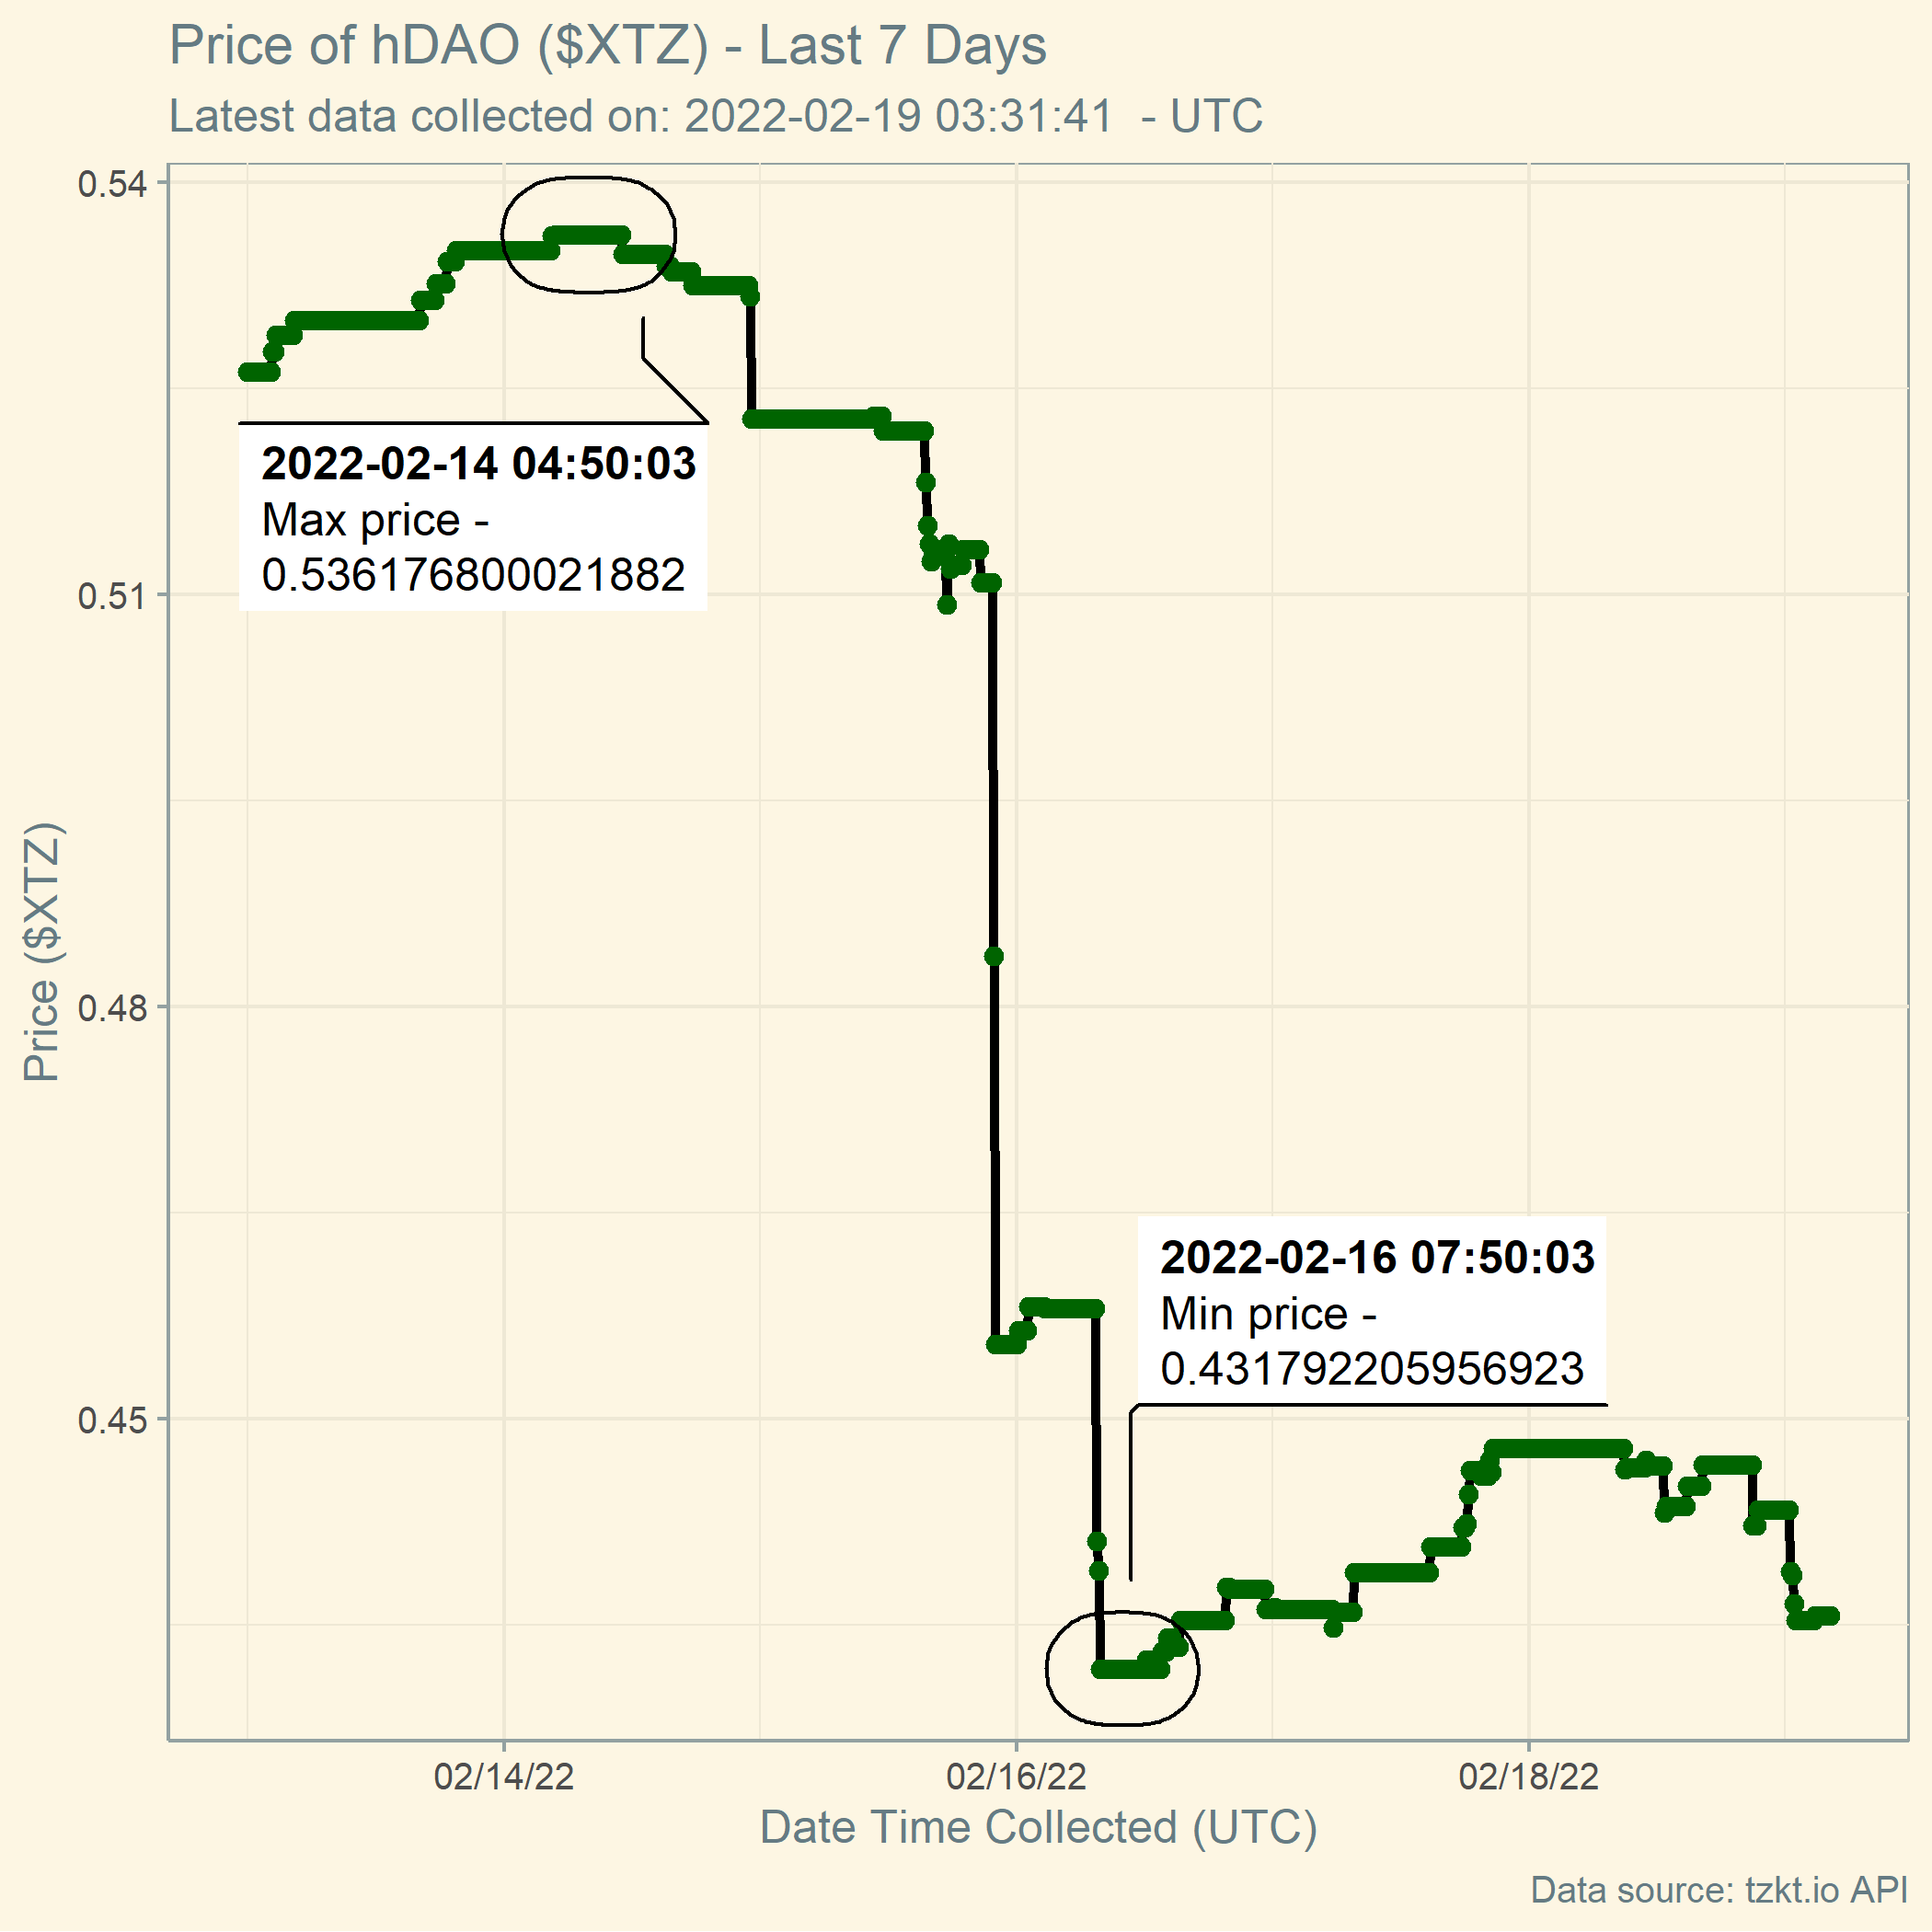 Price of hDAO ($XTZ) - Last 7 Days
Latest data collected on: 2022-02-19 03:31:41  - UTC
0.54
2022-02-14 04:50:03
Max price -
0.536176800021882
0.51
Price ($XTZ)
0.48
2022-02-16 07:50:03
Min price -
0.431792205956923
0.45
02/14/22
02/16/22
02/18/22
Date Time Collected (UTC)
Data source: tzkt.io API